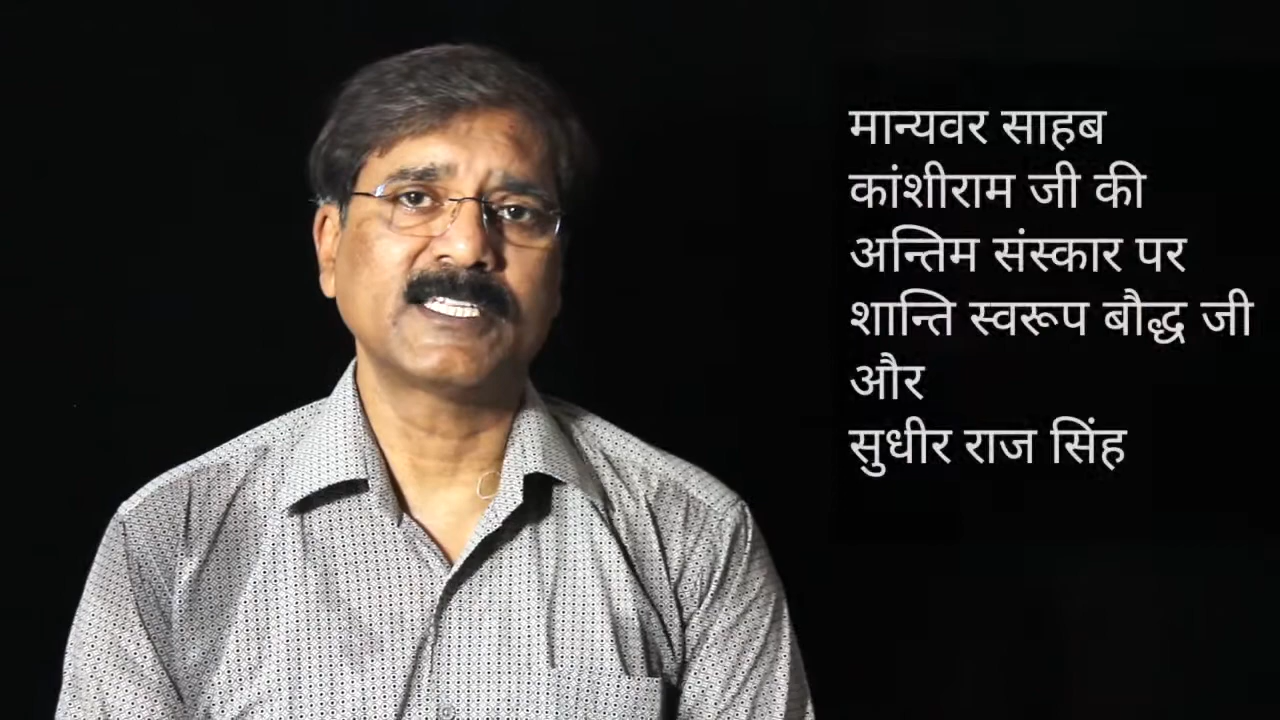 मान्यवर साहब
कांशीराम जी की
अन्तिम संस्कार पर
शान्ति स्वरूप बौद्ध जी
और
सुधीर राज सिंह